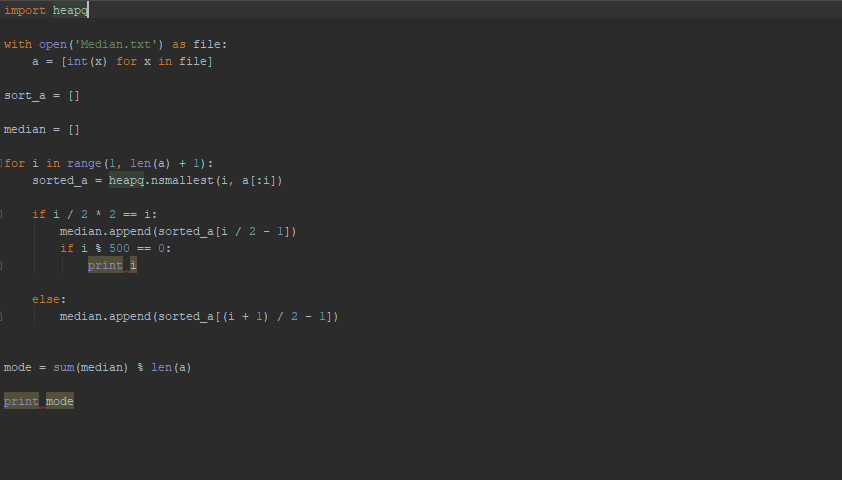 import heapq
with open('Median.txt') as file:
    a = [int(x) for x in file]
sort_a = []
median = []
for i in range(1, len(a) + 1):
    sorted_a = heapq.nsmallest(i, a[:i])
    if i / 2 * 2 == i:
        median.append(sorted_a[i / 2 - 1])
        if i % 500 == 0:
            print i
    else:
        median.append(sorted_a[(i + 1) / 2 - 1])
mode = sum(median) % len(a)
print mode